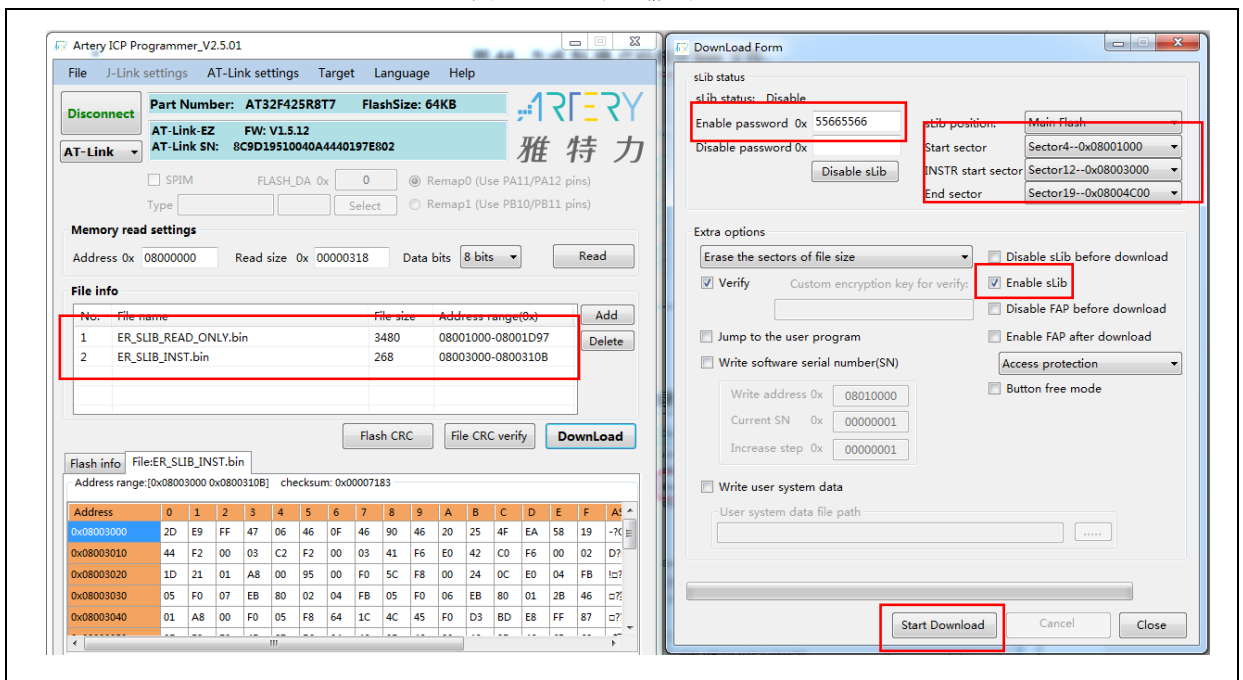 Artery ICP Programmer_V2.5.01
File J-Link settings AT-Link settings Target Language Help
Disconnect
Part Number: AT32F425R8T7 FlashSize: 64KB
AT-Link-EZ FW: V1.5.12
AT-Link SN: 8C9D19510040A4440197E802
AT-Link
ARTERY
雅特力
SPIM FLASH_DA 0x 0 Remap0 (Use PA11/PA12 pins)
Type Select Remap1 (Use PB10/PB11 pins)
Memory read settings
Address 0x 08000000 Read size 0x 00000318 Data bits 8 bits Read
File info
No. File name File size Address range(0x) Add
1 ER_SLIB_READ_ONLY.bin 3480 08001000-08001D97 Delete
2 ER_SLIB_INST.bin 268 08003000-0800310B
Flash CRC File CRC verify DownLoad
Flash info File:ER_SLIB_INST.bin
Address range:[0x08003000 0x0800310B] checksum: 0x00007183
Address 0 1 2 3 4 5 6 7 8 9 A B C D E F
0x08003000 2D E9 FF 47 06 46 0F 46 90 46 20 25 4F EA 58 19
0x08003010 44 F2 00 03 C2 F2 00 03 41 F6 E0 42 C0 F6 00 02
0x08003020 1D 21 01 A8 00 95 00 F0 5C F8 00 24 0C E0 04 FB
0x08003030 05 F0 07 EB 80 02 04 FB 05 F0 06 EB 80 01 2B 46
0x08003040 01 A8 00 F0 05 F8 64 1C 4C 45 F0 D3 BD E8 FF 87
DownLoad Form
sLib status
sLib status: Disable
Enable password 0x 55665566 sLib position: Main Flash
Disable password 0x Start sector Sector4--0x08001000
Disable sLib INSTR start sector Sector12--0x08003000
End sector Sector19--0x08004C00
Extra options
Erase the sectors of file size Disable sLib before download
Verify Custom encryption key for verify: Enable sLib
Disable FAP before download
Jump to the user program Enable FAP after download
Write software serial number(SN) Access protection
Write address 0x 08010000 Button free mode
Current SN 0x 00000001
Increase step 0x 00000001
Write user system data
User system data file path
.....
Start Download Cancel Close